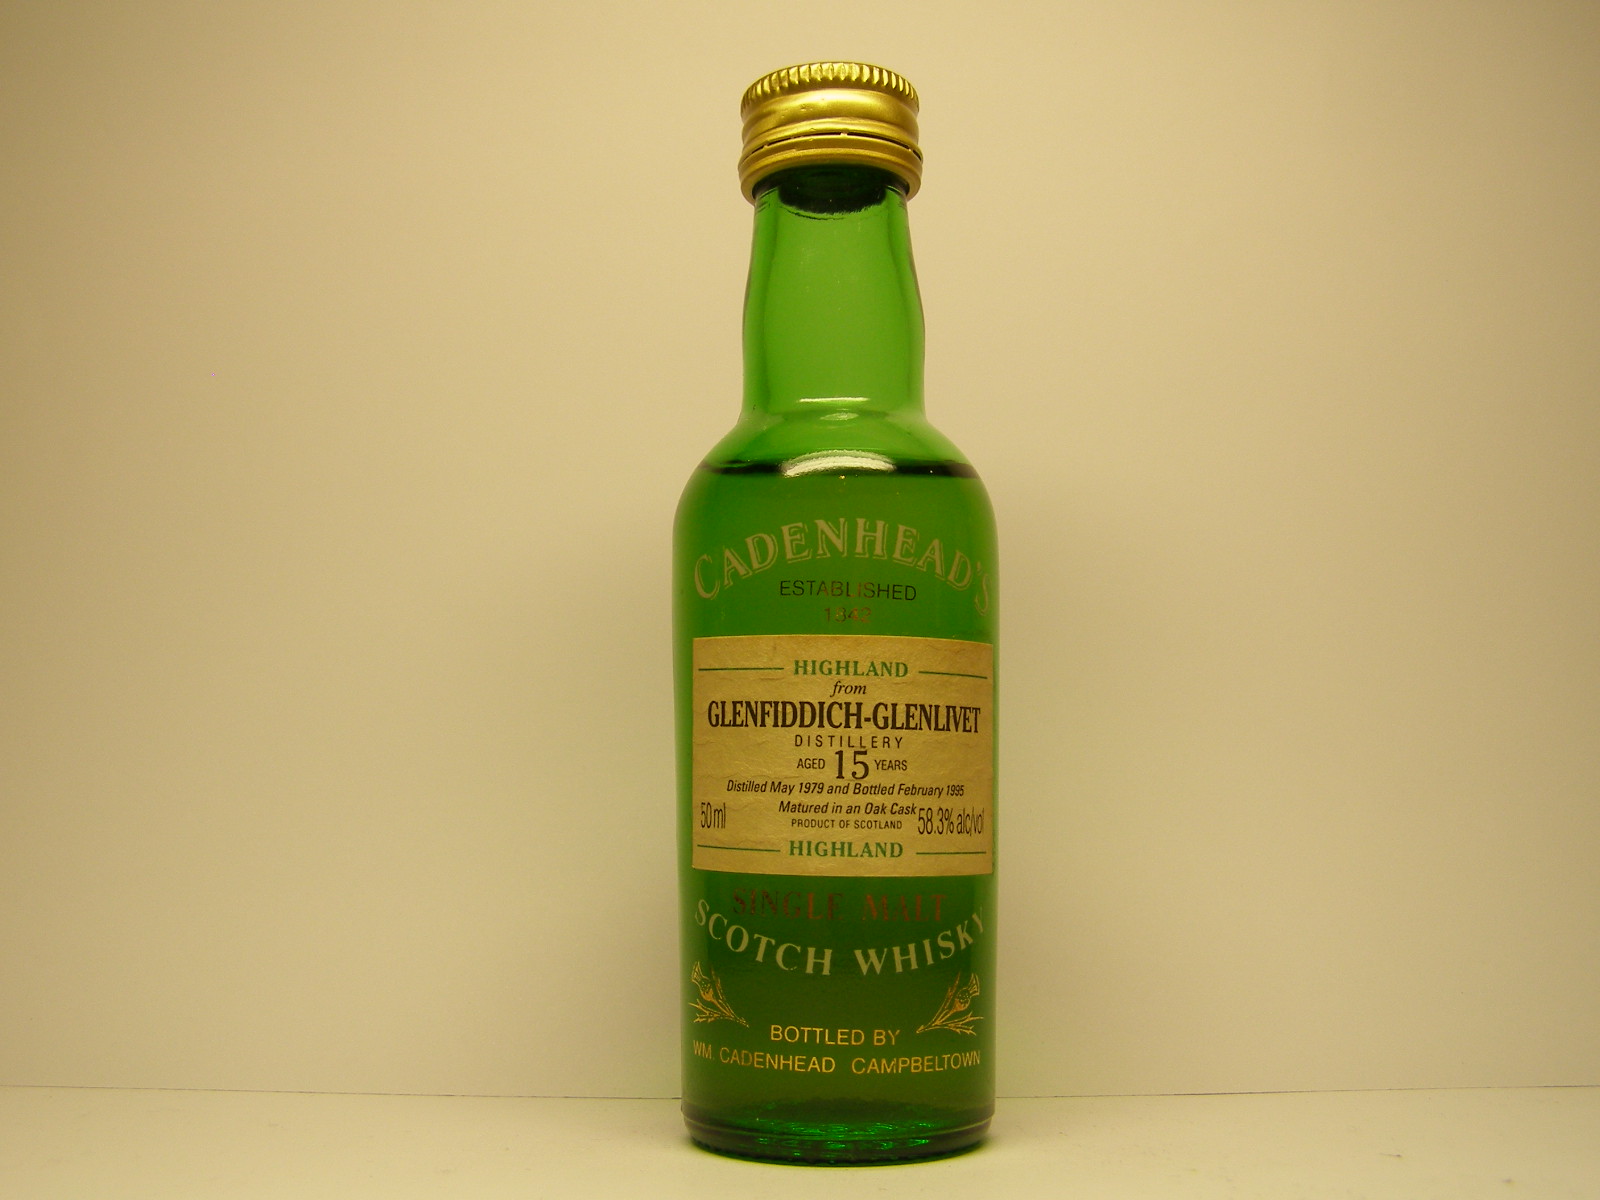 CADENHEAD'S
ESTABLISHED
1842
HIGHLAND
from
GLENFIDDICH-GLENLIVET
DISTILLERY
AGED 15 YEARS
Distilled May 1979 and Bottled February 1995
50 ml Matured in an Oak Cask 58.3% alc/vol
PRODUCT OF SCOTLAND
HIGHLAND
SINGLE MALT
SCOTCH WHISKY
BOTTLED BY
WM. CADENHEAD CAMPBELTOWN